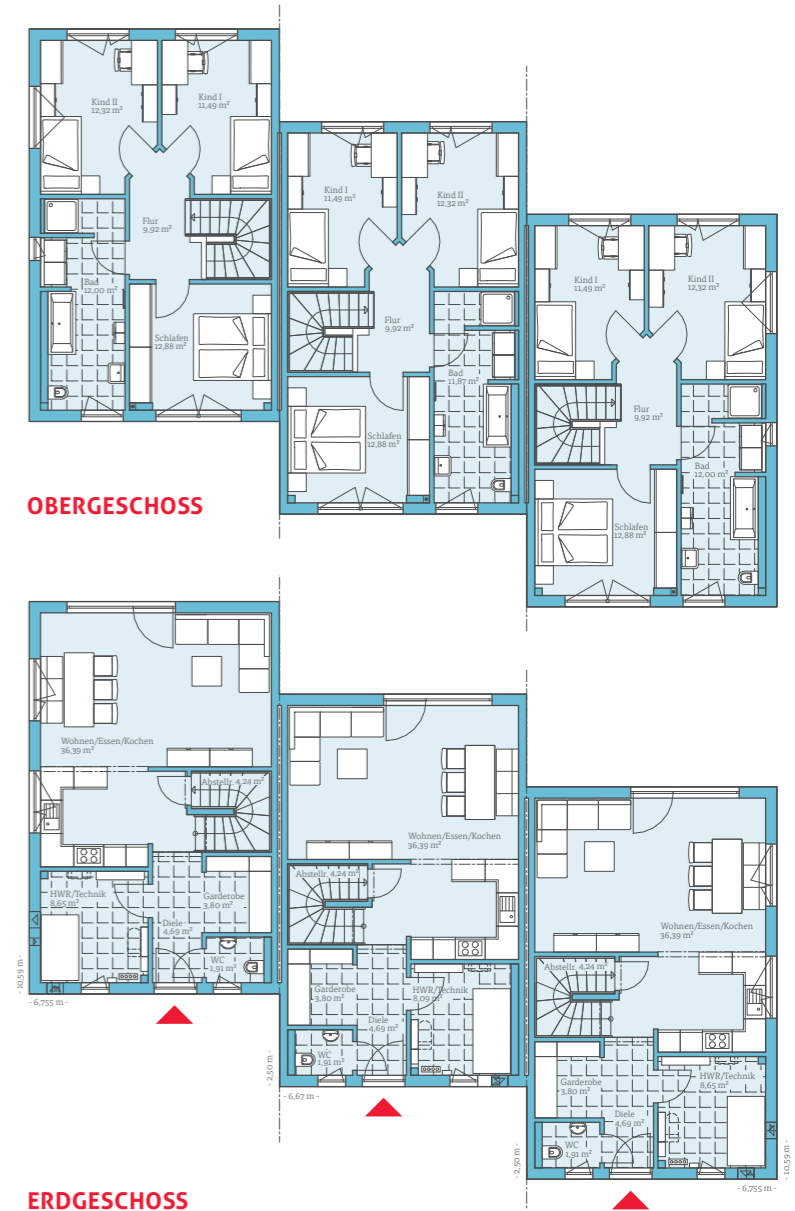 Kind II
12,32 m²
Kind I
11,49 m²
Flur
9,92 m²
Bad
12,00 m²
Schlafen
12,88 m²
Kind I
11,49 m²
Kind II
12,32 m²
Flur
9,92 m²
Bad
11,87 m²
Schlafen
12,88 m²
Kind I
11,49 m²
Kind II
12,32 m²
Flur
9,92 m²
Bad
12,00 m²
Schlafen
12,88 m²
OBERGESCHOSS
Wohnen/Essen/Kochen
36,39 m²
Abstellr. 4,24 m²
HWR/Technik
8,65 m²
Garderobe
3,80 m²
Diele
4,69 m²
WC
1,91 m²
- 10,59 m -
- 6,755 m -
Wohnen/Essen/Kochen
36,39 m²
Abstellr. 4,24 m²
Garderobe
3,80 m²
HWR/Technik
8,09 m²
Diele
4,69 m²
WC
1,91 m²
- 2,50 m -
- 6,67 m -
Wohnen/Essen/Kochen
36,39 m²
Abstellr. 4,24 m²
Garderobe
3,80 m²
HWR/Technik
8,65 m²
Diele
4,69 m²
WC
1,91 m²
- 2,50 m -
- 10,59 m -
- 6,755 m -
ERDGESCHOSS